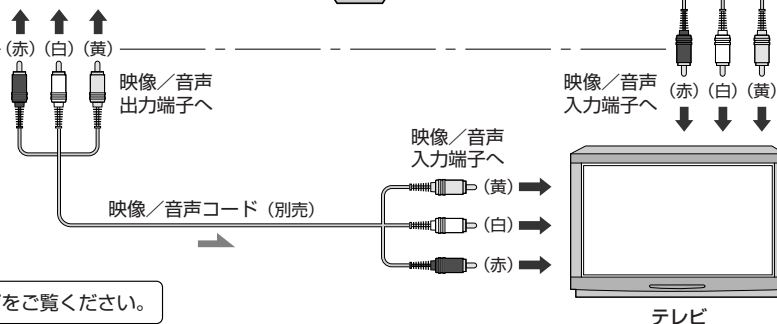 (赤)(白)(黄)
映像／音声
出力端子へ
映像／音声
入力端子へ
(赤)(白)(黄)
映像／音声
入力端子へ
(黄)
(白)
(赤)
映像／音声コード（別売）
をご覧ください。
テレビ